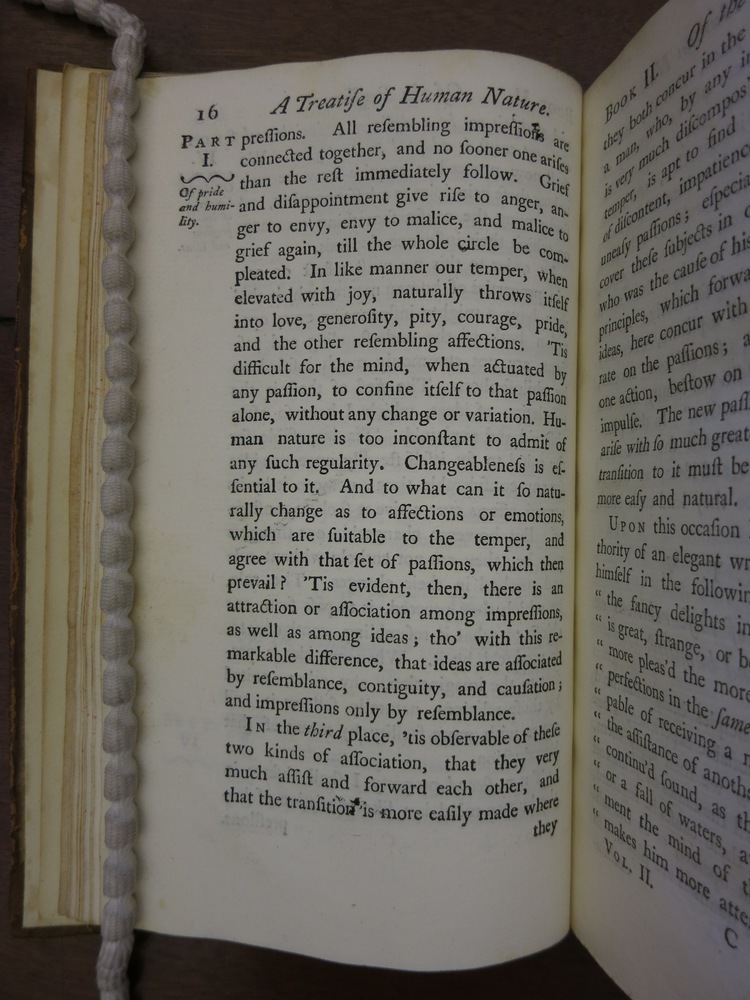 16 A Treatiſe of Human Nature.
PART preſſions. All reſembling impreſſions are
I. connected together, and no ſooner one ariſes
than the reſt immediately follow. Grief
Of pride
and humi-
lity.
and diſappointment give riſe to anger, an-
ger to envy, envy to malice, and malice to
grief again, till the whole circle be com-
pleated. In like manner our temper, when
elevated with joy, naturally throws itſelf
into love, generoſity, pity, courage, pride,
and the other reſembling affections. 'Tis
difficult for the mind, when actuated by
any paſſion, to confine itſelf to that paſſion
alone, without any change or variation. Hu-
man nature is too inconſtant to admit of
any ſuch regularity. Changeableneſs is eſ-
ſential to it. And to what can it ſo natu-
rally change as to affections or emotions,
which are ſuitable to the temper, and
agree with that ſet of paſſions, which then
prevail? 'Tis evident, then, there is an
attraction or aſſociation among impreſſions,
as well as among ideas; tho' with this re-
markable difference, that ideas are aſſociated
by reſemblance, contiguity, and cauſation;
and impreſſions only by reſemblance.
IN the third place, 'tis obſervable of theſe
two kinds of aſſociation, that they very
much aſſiſt and forward each other, and
that the tranſition is more eaſily made where
they
Of the
BOOK II.
they both concur in the
a man, who, by any
is very much diſcompos
temper, is apt to find
of diſcontent, impatience
uneaſy paſſions; eſpecia
cover theſe ſubjects in
who was the cauſe of his
principles, which forwa
ideas, here concur with
rate on the paſſions; a
one action, beſtow on
impulſe. The new paſſ
ariſe with ſo much great
tranſition to it muſt be
more eaſy and natural.
UPON this occaſion
thority of an elegant wr
himſelf in the followin
“ the fancy delights in
“ is great, ſtrange, or be
“ more pleas'd the more
“ perfections in the ſame
“ pable of receiving a n
“ the aſſiſtance of anoth
“ continu'd ſound, as th
“ or a fall of waters, a
“ ment the mind of t
“ makes him more atte
VOL. II.
C